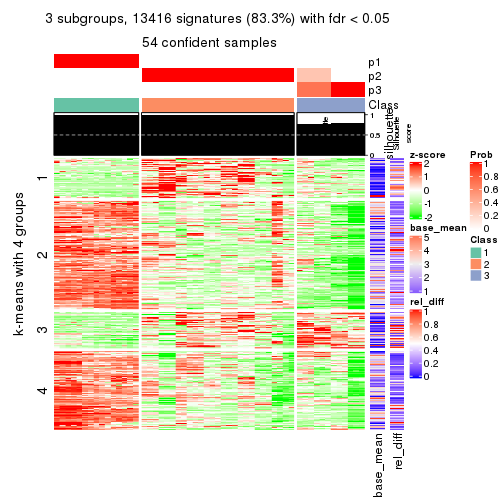 3 subgroups, 13416 signatures (83.3%) with fdr < 0.05
54 confident samples
p1
p2
p3
Class
1
0.5
0
silhouette
Silhouette
score
k-means with 4 groups
1
2
3
4
base_mean
rel_diff
z-score
2
1
0
-1
-2
base_mean
5
4
3
2
1
rel_diff
1
0.8
0.6
0.4
0.2
0
Prob
1
0.8
0.6
0.4
0.2
0
Class
1
2
3